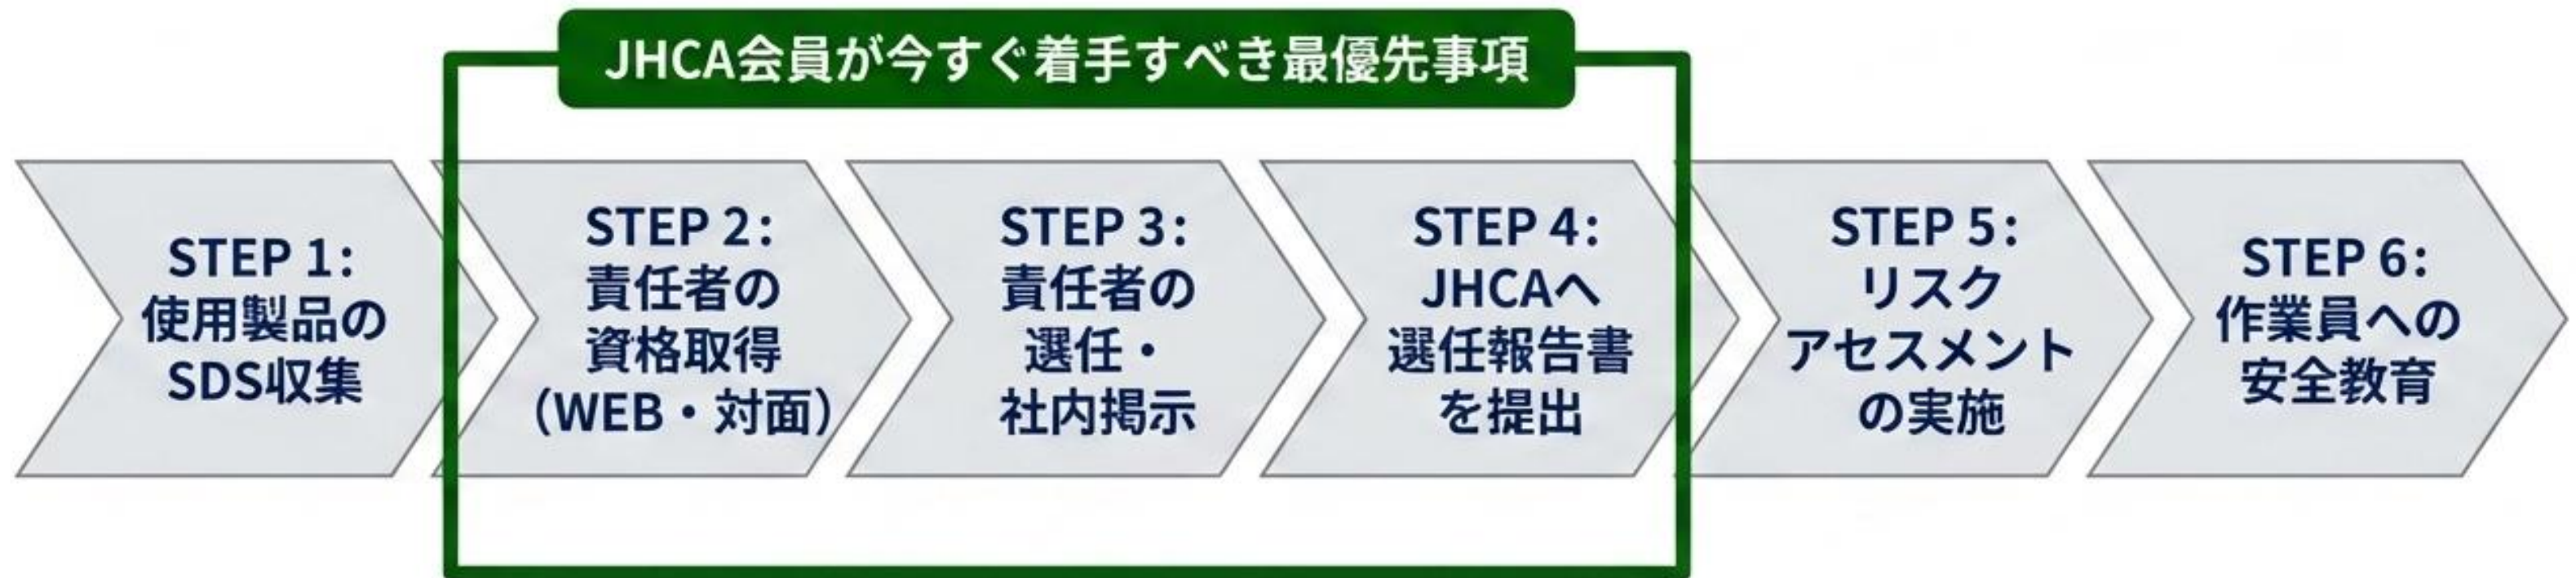 JHCA会員が今すぐ着手すべき最優先事項
STEP 1:
使用製品の
SDS収集
STEP 2:
責任者の
資格取得
（WEB・対面）
STEP 3:
責任者の
選任・
社内掲示
STEP 4:
JHCAへ
選任報告書
を提出
STEP 5:
リスク
アセスメント
の実施
STEP 6:
作業員への
安全教育